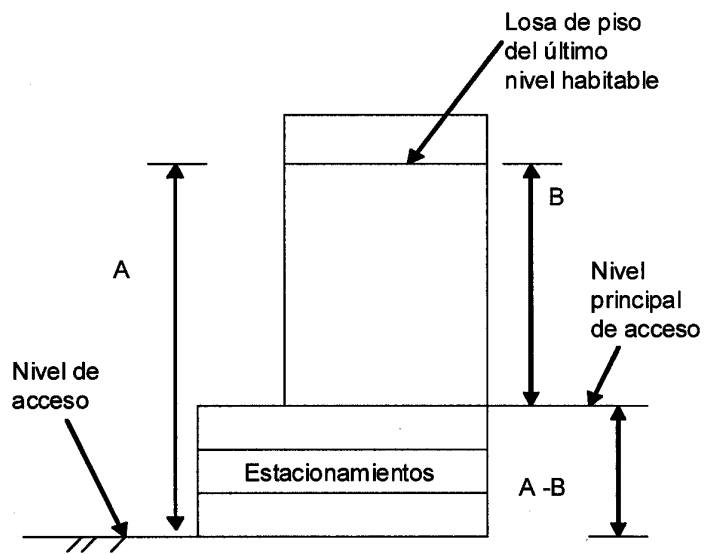 Losa de piso
del último
nivel habitable
B
A
Nivel
principal
de acceso
Nivel de
acceso
Estacionamientos
A -B